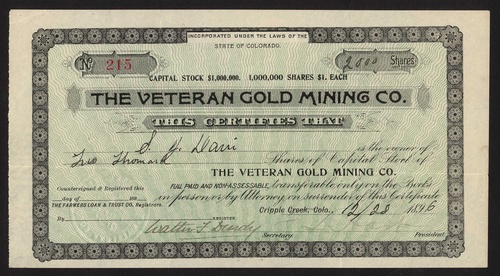 INCORPORATED UNDER THE LAWS OF THE
STATE OF COLORADO.
No 215
2000 Shares
CAPITAL STOCK $1,000,000. 1,000,000 SHARES $1. EACH
THE VETERAN GOLD MINING CO.
THIS CERTIFIES THAT
S. J. is the owner of
Two Shares of Capital Stock of
THE VETERAN GOLD MINING CO.
Countersigned & Registered this FULL PAID AND NON-ASSESSABLE, transferable only on the Books
day of 189 in person or by Attorney on surrender of this Certificate
THE FARMERS LOAN & TRUST CO. Registrars. Cripple Creek, Colo., 12/28 1896
By REGISTER.
Walter S.
Secretary President